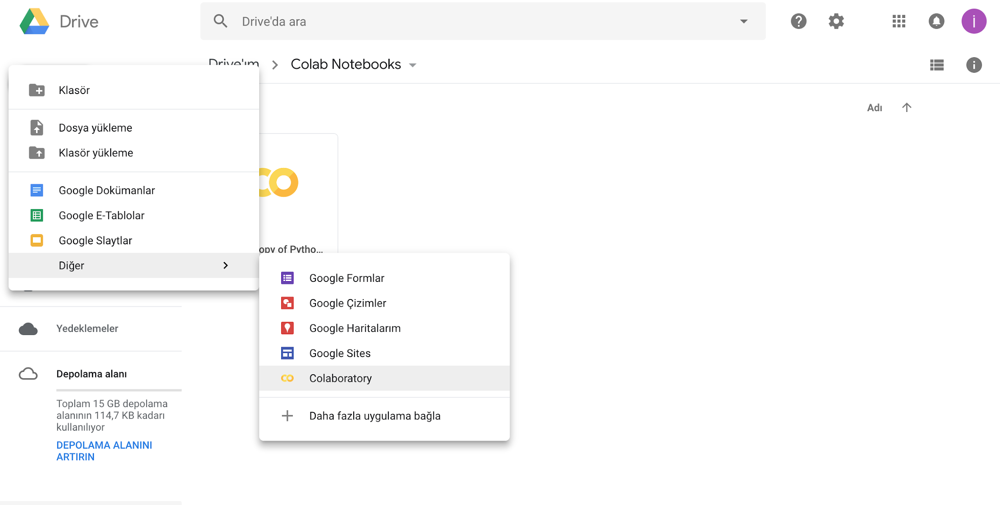 Drive
Drive'da ara
i
Drive'ım
Colab Notebooks
Adı
Klasör
Dosya yükleme
Klasör yükleme
Google Dokümanlar
Google E-Tablolar
Google Slaytlar
Diğer
opy of Pytho...
Google Formlar
Google Çizimler
Google Haritalarım
Google Sites
Colaboratory
Daha fazla uygulama bağla
Yedeklemeler
Depolama alanı
Toplam 15 GB depolama
alanının 114,7 KB kadarı
kullanılıyor
DEPOLAMA ALANINI
ARTIRIN